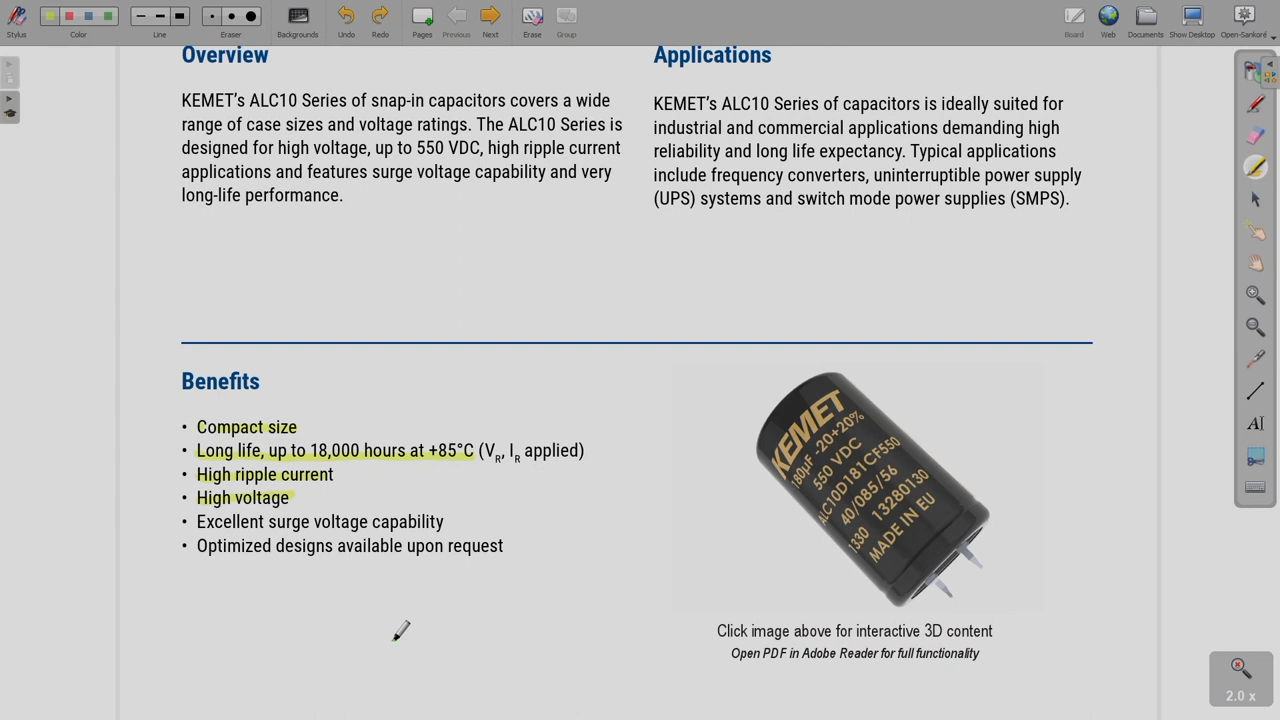 Stylus
Color
Line
Eraser
Backgrounds
Undo
Redo
Pages
Previous
Next
Erase
Group
Board
Web
Documents
Show Desktop
Open-Sankoré
Overview
KEMET's ALC10 Series of snap-in capacitors covers a wide
range of case sizes and voltage ratings. The ALC10 Series is
designed for high voltage, up to 550 VDC, high ripple current
applications and features surge voltage capability and very
long-life performance.
Applications
KEMET's ALC10 Series of capacitors is ideally suited for
industrial and commercial applications demanding high
reliability and long life expectancy. Typical applications
include frequency converters, uninterruptible power supply
(UPS) systems and switch mode power supplies (SMPS).
Benefits
• Compact size
• Long life, up to 18,000 hours at +85°C (VR, IR applied)
• High ripple current
• High voltage
• Excellent surge voltage capability
• Optimized designs available upon request
KEMET
180µF -20+20%
550 VDC
ALC10D181CF550
40/085/56
1330 13280130
MADE IN EU
Click image above for interactive 3D content
Open PDF in Adobe Reader for full functionality
AI
2.0 x